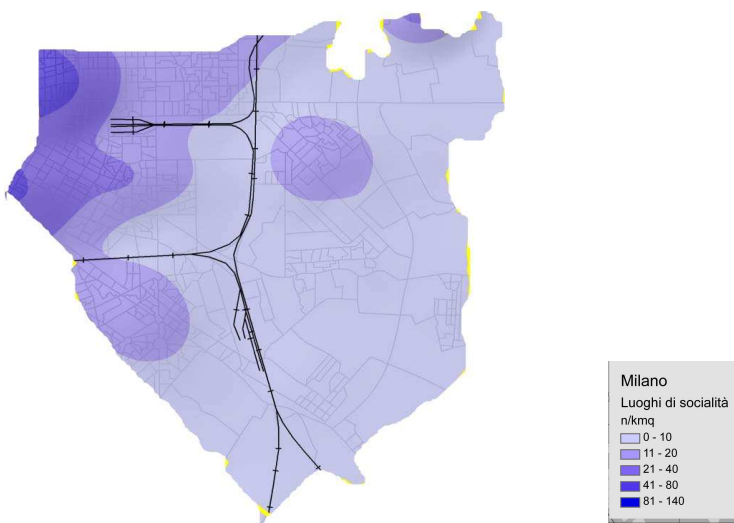 Milano
Luoghi di socialità
n/kmq
0 - 10
11 - 20
21 - 40
41 - 80
81 - 140